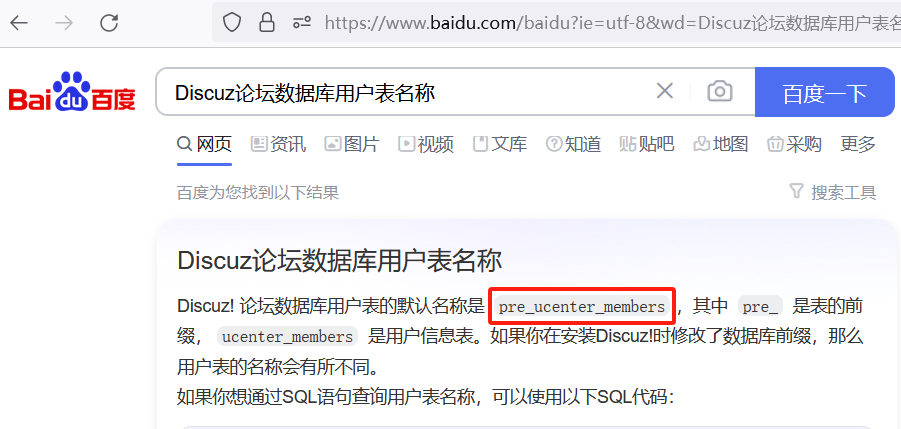 https://www.baidu.com/baidu?ie=utf-8&wd=Discuz论坛数据库用户表名
Bai du 百度
Discuz论坛数据库用户表名称
百度一下
网页 资讯 图片 视频 文库 知道 贴吧 地图 采购 更多
百度为您找到以下结果
搜索工具
Discuz论坛数据库用户表名称
Discuz! 论坛数据库用户表的默认名称是 pre_ucenter_members，其中 pre_ 是表的前
缀， ucenter_members 是用户信息表。如果你在安装Discuz!时修改了数据库前缀，那么
用户表的名称会有所不同。
如果你想通过SQL语句查询用户表名称，可以使用以下SQL代码：